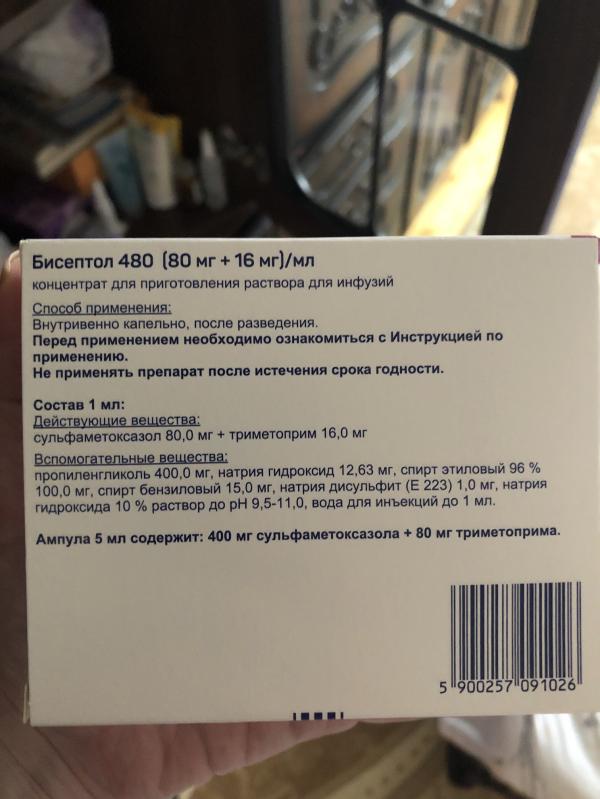 Бисептол 480 (80 мг + 16 мг)/мл
концентрат для приготовления раствора для инфузий
Способ применения:
Внутривенно капельно, после разведения.
Перед применением необходимо ознакомиться с Инструкцией по
применению.
Не применять препарат после истечения срока годности.
Состав 1 мл:
Действующие вещества:
сульфаметоксазол 80,0 мг + триметоприм 16,0 мг
Вспомогательные вещества:
пропиленгликоль 400,0 мг, натрия гидроксид 12,63 мг, спирт этиловый 96 %
100,0 мг, спирт бензиловый 15,0 мг, натрия дисульфит (Е 223) 1,0 мг, натрия
гидроксида 10 % раствор до pH 9,5-11,0, вода для инъекций до 1 мл.
Ампула 5 мл содержит: 400 мг сульфаметоксазола + 80 мг триметоприма.
5 900257 091026